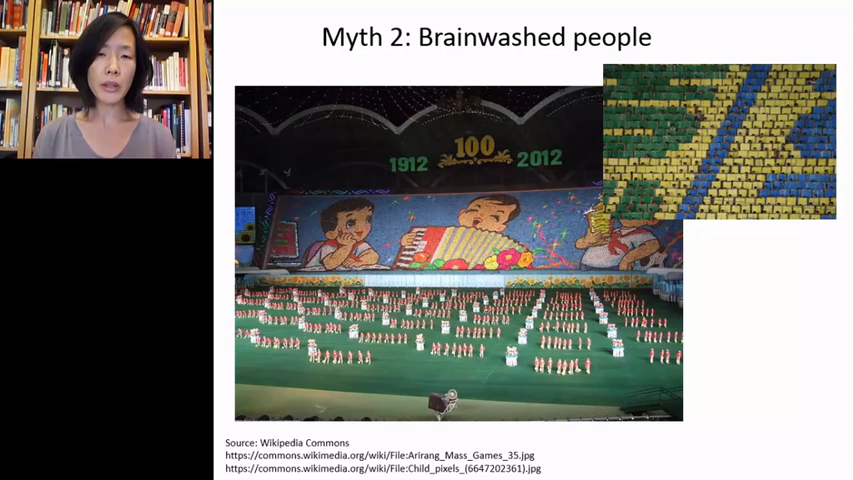 Myth 2: Brainwashed people
100
1912 2012
Source: Wikipedia Commons
https://commons.wikimedia.org/wiki/File:Arirang_Mass_Games_35.jpg
https://commons.wikimedia.org/wiki/File:Child_pixels_(6647202361).jpg